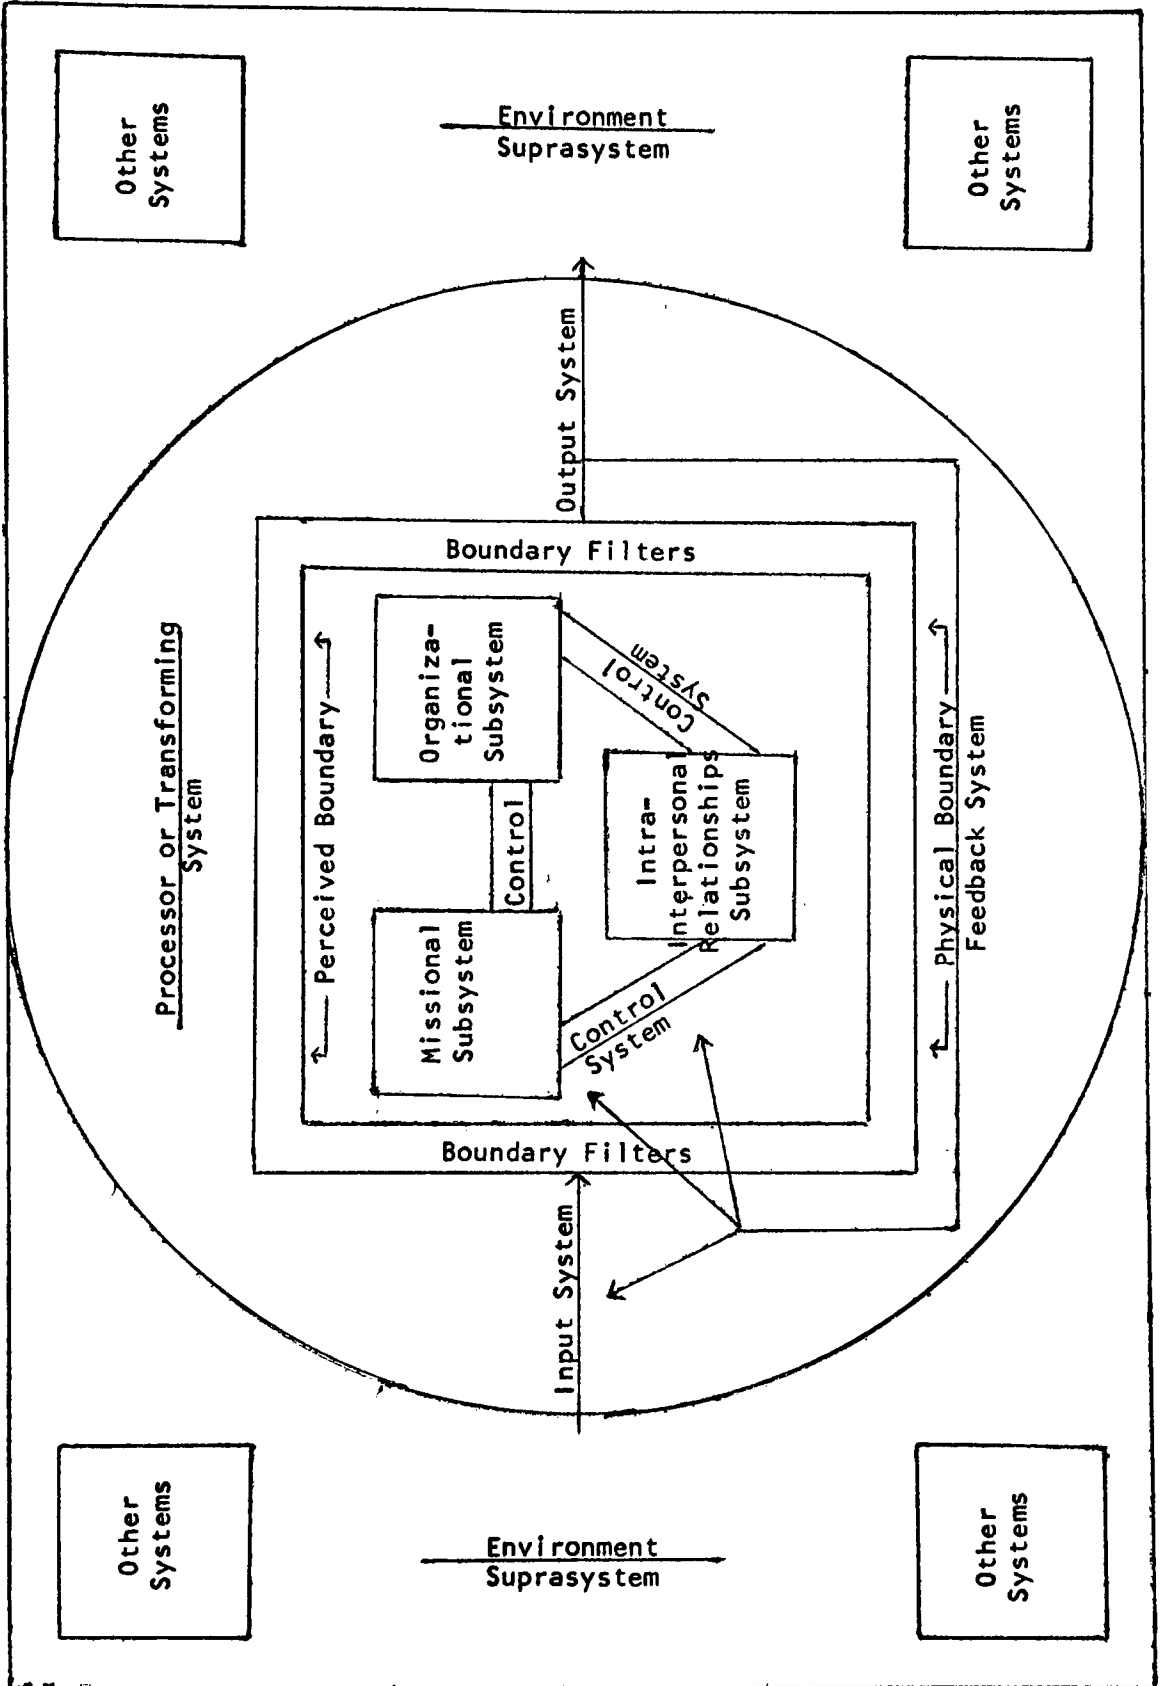 Other
Systems
Environment
Suprasystem
Other
Systems
Output System
Boundary Filters
Processor or Transforming
System
Perceived Boundary
Organiza-
tional
Subsystem
Control
System
Control
Intra-
Interpersonal
Relationships
Subsystem
Missional
Subsystem
Control
System
Physical Boundary
Feedback System
Boundary Filters
Input System
Other
Systems
Environment
Suprasystem
Other
Systems